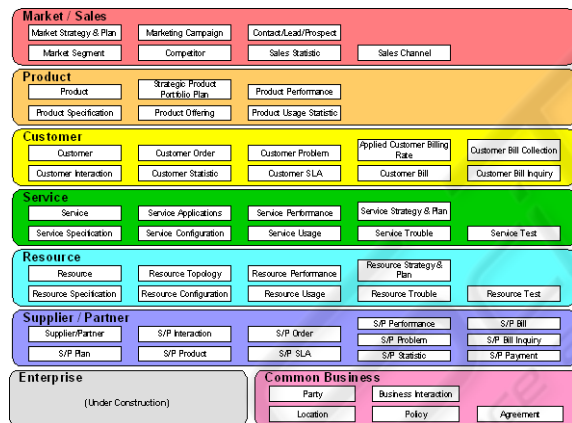 Market / Sales
Market Strategy & Plan
Marketing Campaign
Contact/Lead/Prospect
Market Segment
Competitor
Sales Statistic
Sales Channel
Product
Product
Strategic Product
Portfolio Plan
Product Performance
Product Specification
Product Offering
Product Usage Statistic
Customer
Customer
Customer Order
Customer Problem
Applied Customer Billing
Rate
Customer Bill Collection
Customer Interaction
Customer Statistic
Customer SLA
Customer Bill
Customer Bill Inquiry
Service
Service
Service Applications
Service Performance
Service Strategy & Plan
Service Specification
Service Configuration
Service Usage
Service Trouble
Service Test
Resource
Resource
Resource Topology
Resource Performance
Resource Strategy &
Plan
Resource Specification
Resource Configuration
Resource Usage
Resource Trouble
Resource Test
Supplier / Partner
Supplier/Partner
S/P Interaction
S/P Order
S/P Performance
S/P Bill
S/P Problem
S/P Bill Inquiry
S/P Plan
S/P Product
S/P SLA
S/P Statistic
S/P Payment
Enterprise
(Under Construction)
Common Business
Party
Business Interaction
Location
Policy
Agreement